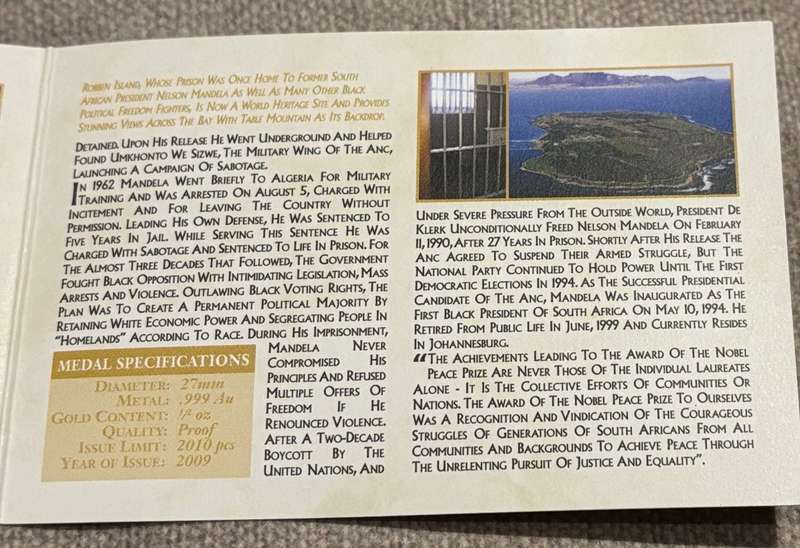 Robben Island, Whose Prison Was Once Home To Former South
African President Nelson Mandela As Well As Many Other Black
Political Freedom Fighters, Is Now A World Heritage Site And Provides
Stunning Views Across The Bay With Table Mountain As Its Backdrop.
Detained. Upon His Release He Went Underground And Helped
Found Umkhonto We Sizwe, The Military Wing Of The Anc,
Launching A Campaign Of Sabotage.
In 1962 Mandela Went Briefly To Algeria For Military
Training And Was Arrested On August 5, Charged With
Incitement And For Leaving The Country Without
Permission. Leading His Own Defense, He Was Sentenced To
Five Years In Jail. While Serving This Sentence He Was
Charged With Sabotage And Sentenced To Life In Prison. For
The Almost Three Decades That Followed, The Government
Fought Black Opposition With Intimidating Legislation, Mass
Arrests And Violence. Outlawing Black Voting Rights, The
Plan Was To Create A Permanent Political Majority By
Retaining White Economic Power And Segregating People In
"Homelands" According To Race. During His Imprisonment,
Mandela Never
Compromised His
Principles And Refused
Multiple Offers Of
Freedom If He
Renounced Violence.
After A Two-Decade
Boycott By The
United Nations, And
MEDAL SPECIFICATIONS
Diameter: 27mm
Metal: .999 Au
Gold Content: ½ oz
Quality: Proof
Issue Limit: 2010 pcs
Year of Issue: 2009
Under Severe Pressure From The Outside World, President De
Klerk Unconditionally Freed Nelson Mandela On February
11, 1990, After 27 Years In Prison. Shortly After His Release The
Anc Agreed To Suspend Their Armed Struggle, But The
National Party Continued To Hold Power Until The First
Democratic Elections In 1994. As The Successful Presidential
Candidate Of The Anc, Mandela Was Inaugurated As The
First Black President Of South Africa On May 10, 1994. He
Retired From Public Life In June, 1999 And Currently Resides
In Johannesburg.
"The Achievements Leading To The Award Of The Nobel
Peace Prize Are Never Those Of The Individual Laureates
Alone - It Is The Collective Efforts Of Communities Or
Nations. The Award Of The Nobel Peace Prize To Ourselves
Was A Recognition And Vindication Of The Courageous
Struggles Of Generations Of South Africans From All
Communities And Backgrounds To Achieve Peace Through
The Unrelenting Pursuit Of Justice And Equality".